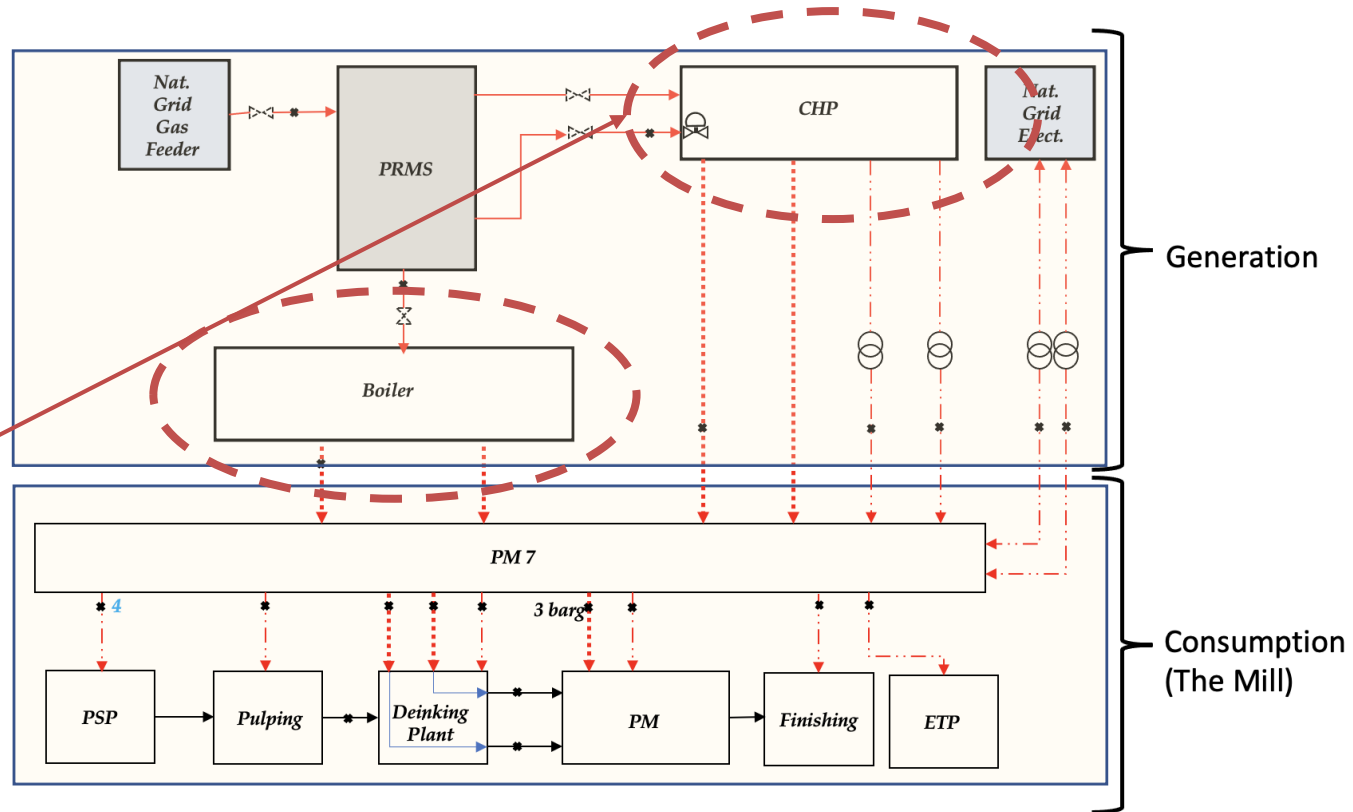 Nat.
Grid
Gas
Feeder
PRMS
CHP
Nat.
Grid
Elect.
Generation
Boiler
PM 7
4
3 barg
Consumption
(The Mill)
PSP
Pulping
Deinking
Plant
PM
Finishing
ETP